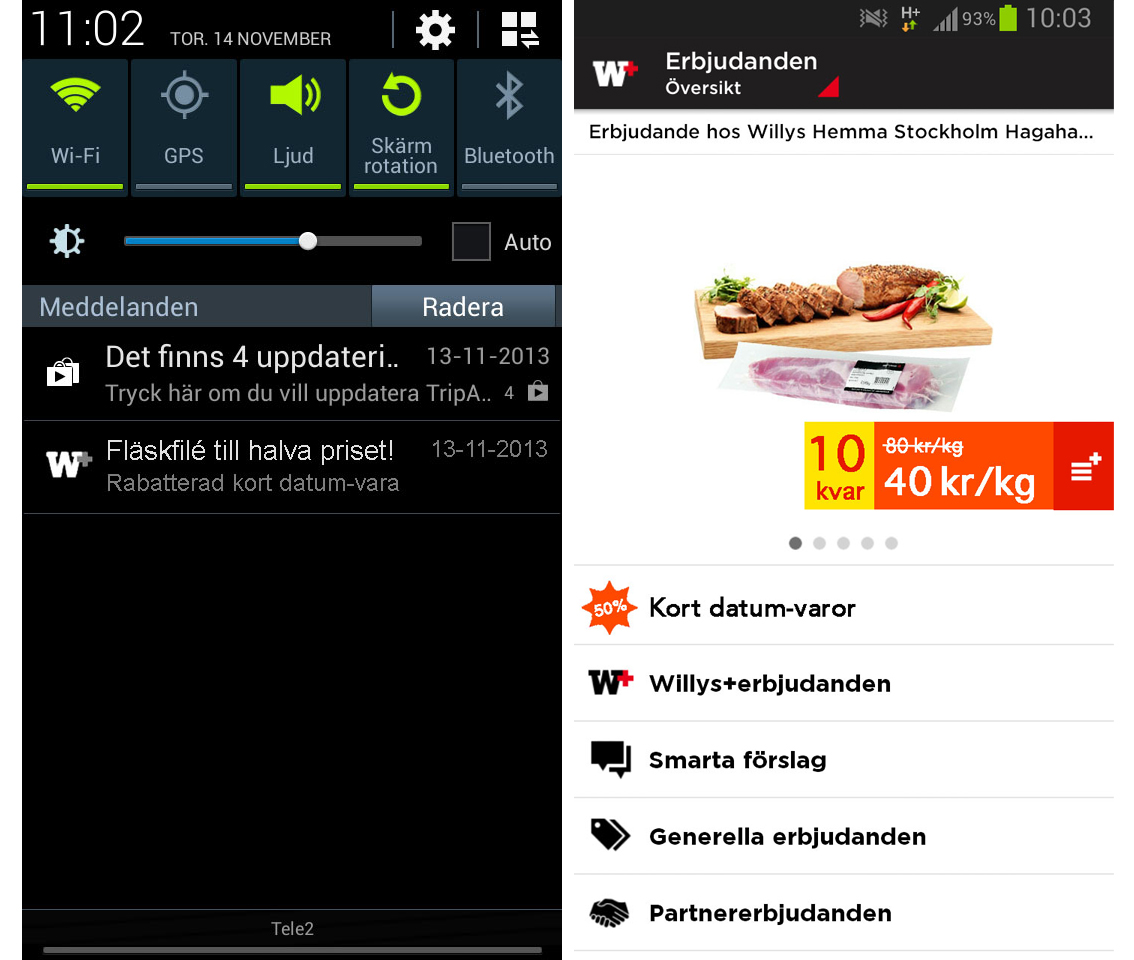 11:02 TOR. 14 NOVEMBER
Wi-Fi
GPS
Ljud
Skärm
rotation
Bluetooth
Auto
Meddelanden
Radera
Det finns 4 uppdateri.. 13-11-2013
Tryck här om du vill uppdatera TripA.. 4
W+ Fläskfilé till halva priset! 13-11-2013
Rabatterad kort datum-vara
Tele2
H+ 93% 10:03
W+ Erbjudanden
Översikt
Erbjudande hos Willys Hemma Stockholm Hagaha...
10
kvar
80 kr/kg
40 kr/kg
50% Kort datum-varor
W+ Willys+erbjudanden
Smarta förslag
Generella erbjudanden
Partnererbjudanden